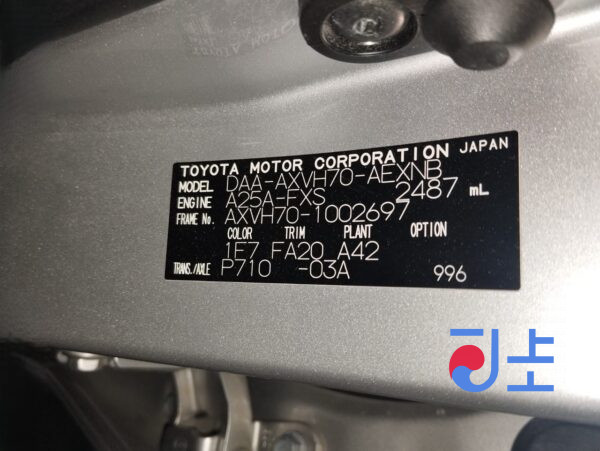 TOYOTA MOTOR CORPORATION JAPAN
MODEL DAA-AXVH70-AEXNB
ENGINE A25A-FXS 2487 mL
FRAME No. AXVH70-1002697
COLOR TRIM PLANT OPTION
1E7 FA20 A42
TRANS./AXLE P710 -03A 996